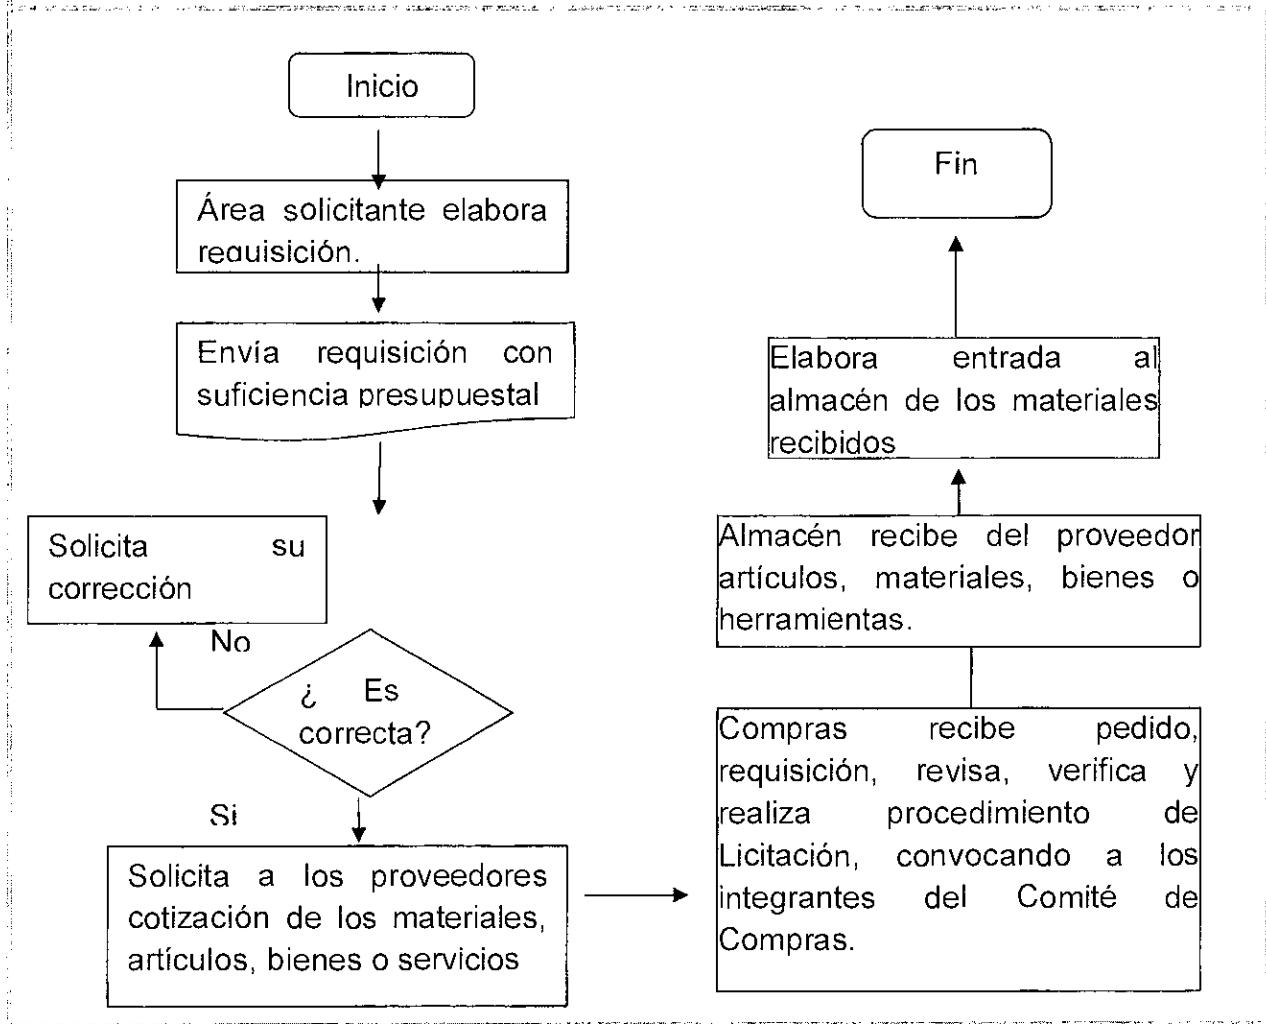 Inicio
Área solicitante elabora
requisición.
Envía requisición con
suficiencia presupuestal
Solicita su
corrección
No
¿ Es
correcta?
Si
Solicita a los proveedores
cotización de los materiales,
artículos, bienes o servicios
Compras recibe pedido,
requisición, revisa, verifica y
realiza procedimiento de
Licitación, convocando a los
integrantes del Comité de
Compras.
Almacén recibe del proveedor
artículos, materiales, bienes o
herramientas.
Elabora entrada al
almacén de los materiales
recibidos
Fin